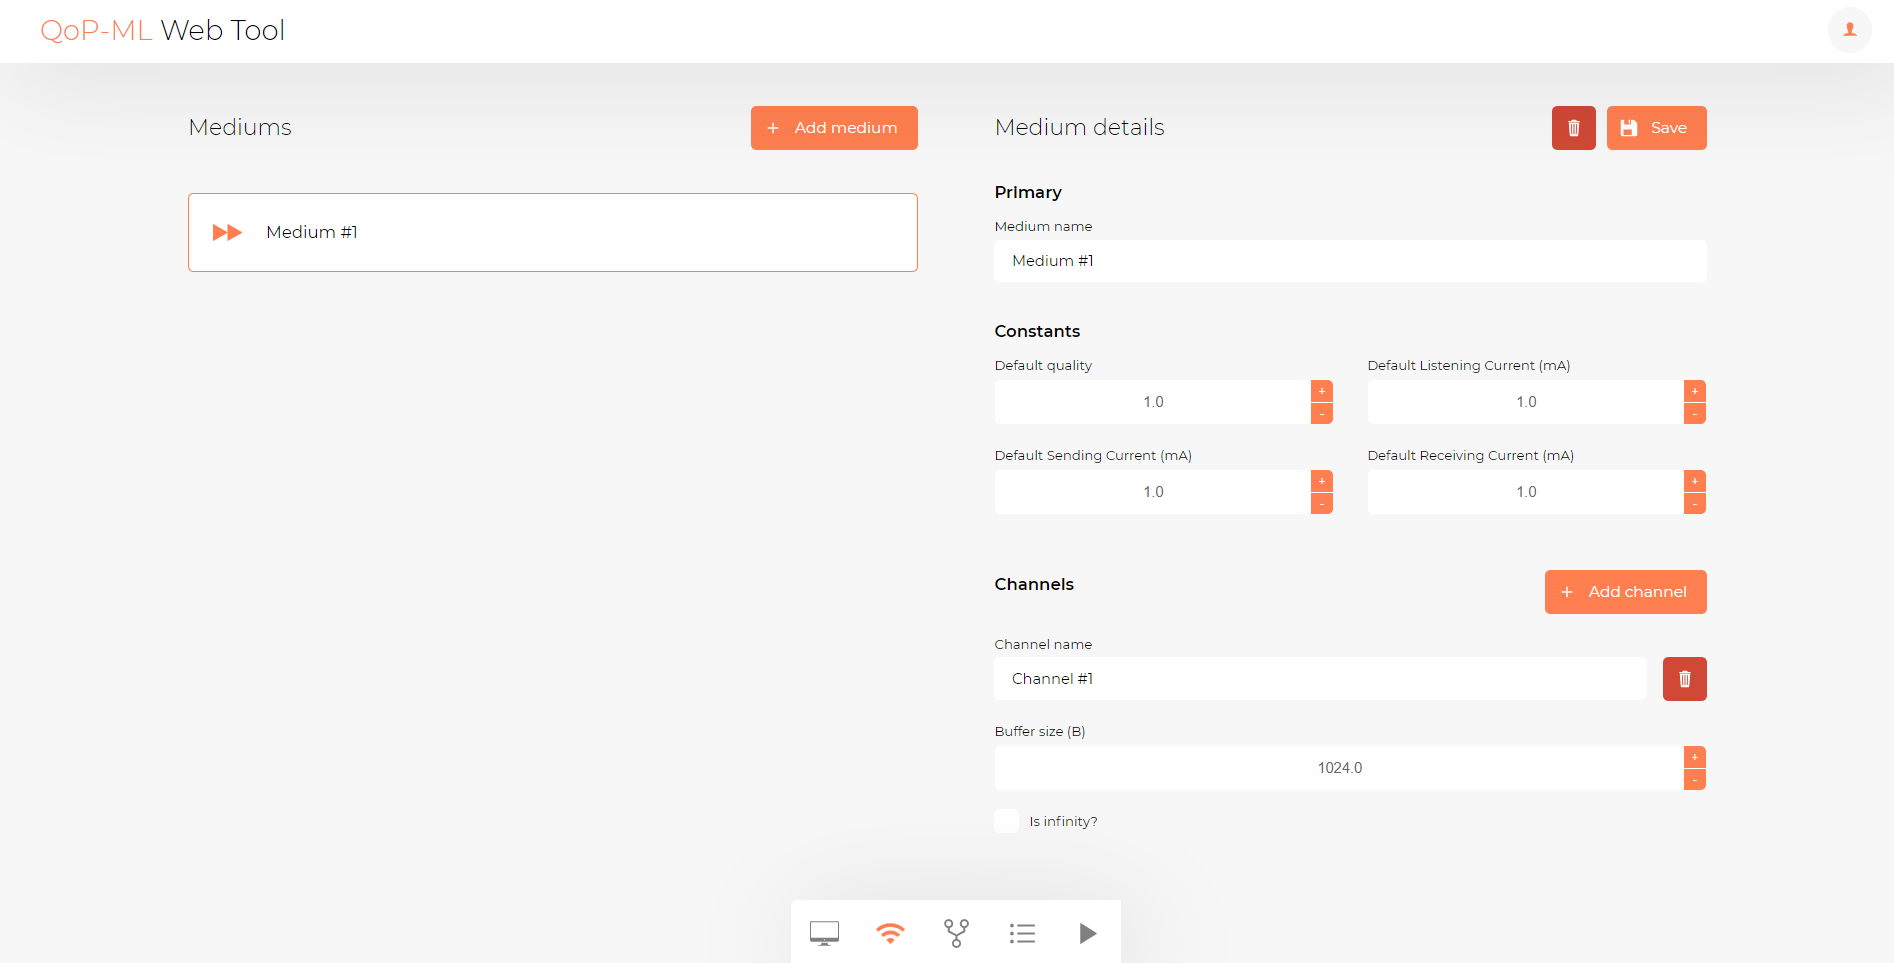 QoP-ML Web Tool
Mediums
+ Add medium
Medium #1
Medium details
Save
Primary
Medium name
Medium #1
Constants
Default quality
Default Listening Current (mA)
1.0
+
-
1.0
+
-
Default Sending Current (mA)
Default Receiving Current (mA)
1.0
+
-
1.0
+
-
Channels
+ Add channel
Channel name
Channel #1
Buffer size (B)
1024.0
+
-
Is infinity?